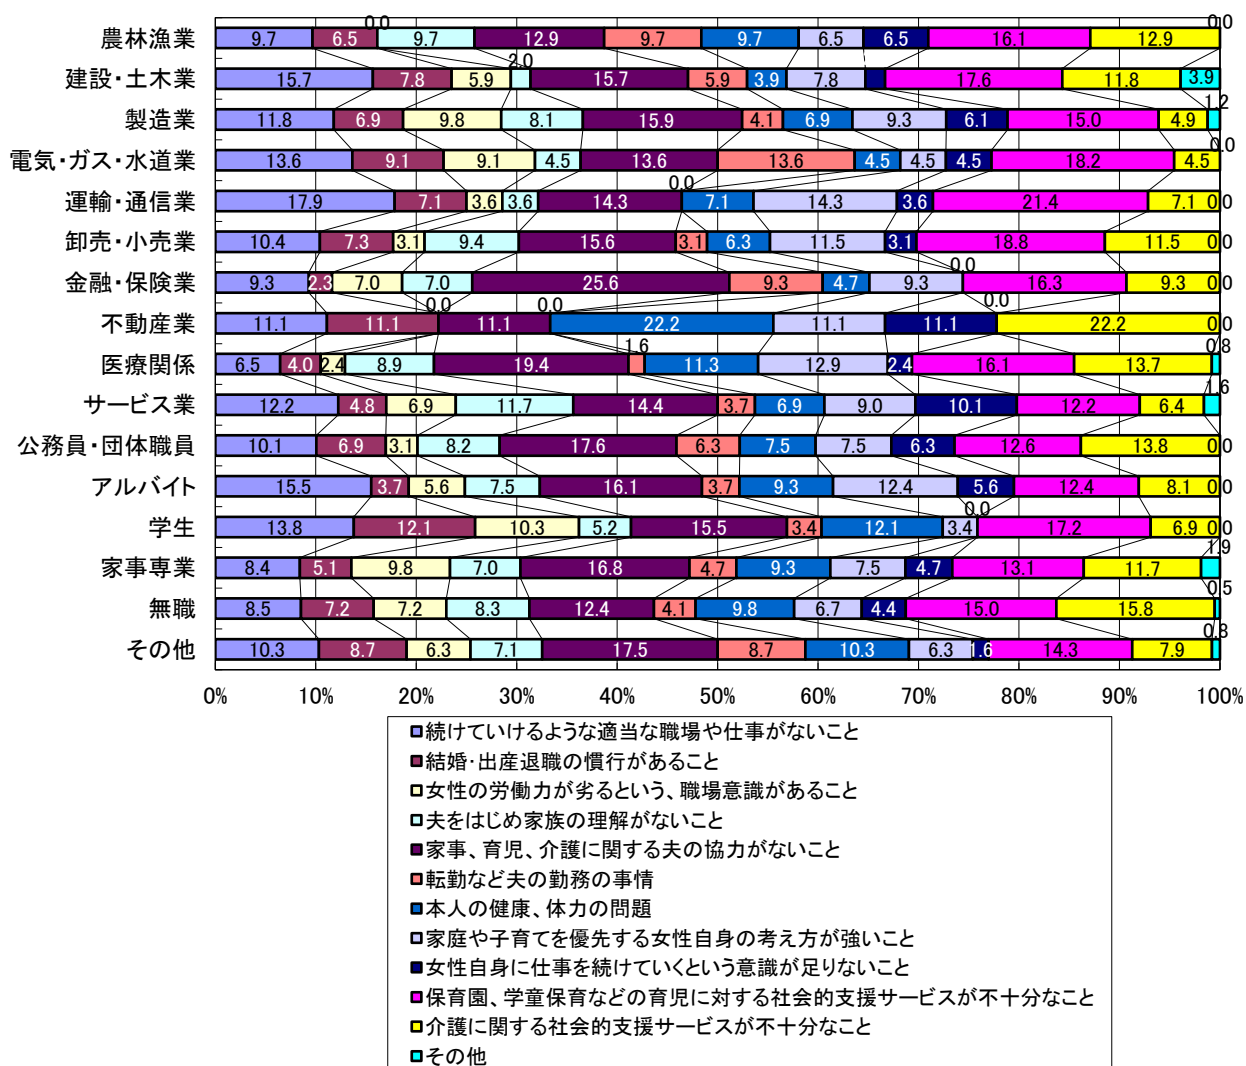 0.0 0.0
農林漁業 9.7 6.5 9.7 12.9 9.7 9.7 6.5 6.5 16.1 12.9
2.0
建設・土木業 15.7 7.8 5.9 15.7 5.9 3.9 7.8 17.6 11.8 3.9
1.2
製造業 11.8 6.9 9.8 8.1 15.9 4.1 6.9 9.3 6.1 15.0 4.9
0.0
電気・ガス・水道業 13.6 9.1 9.1 4.5 13.6 13.6 4.5 4.5 4.5 18.2 4.5
0.0
運輸・通信業 17.9 7.1 3.6 3.6 14.3 7.1 14.3 3.6 21.4 7.1 0.0
卸売・小売業 10.4 7.3 3.1 9.4 15.6 3.1 6.3 11.5 3.1 18.8 11.5 0.0
0.0
金融・保険業 9.3 2.3 7.0 7.0 25.6 9.3 4.7 9.3 16.3 9.3 0.0
0.0 0.0 0.0
不動産業 11.1 11.1 11.1 22.2 11.1 11.1 22.2 0.0
1.6 0.8
医療関係 6.5 4.0 2.4 8.9 19.4 11.3 12.9 2.4 16.1 13.7
1.6
サービス業 12.2 4.8 6.9 11.7 14.4 3.7 6.9 9.0 10.1 12.2 6.4
公務員・団体職員 10.1 6.9 3.1 8.2 17.6 6.3 7.5 7.5 6.3 12.6 13.8 0.0
アルバイト 15.5 3.7 5.6 7.5 16.1 3.7 9.3 12.4 5.6 12.4 8.1 0.0
0.0
学生 13.8 12.1 10.3 5.2 15.5 3.4 12.1 3.4 17.2 6.9 0.0
1.9
家事専業 8.4 5.1 9.8 7.0 16.8 4.7 9.3 7.5 4.7 13.1 11.7
0.5
無職 8.5 7.2 7.2 8.3 12.4 4.1 9.8 6.7 4.4 15.0 15.8
0.8
その他 10.3 8.7 6.3 7.1 17.5 8.7 10.3 6.3 1.6 14.3 7.9
0% 10% 20% 30% 40% 50% 60% 70% 80% 90% 100%
続けていけるような適当な職場や仕事がないこと
結婚・出産退職の慣行があること
女性の労働力が劣るという、職場意識があること
夫をはじめ家族の理解がないこと
家事、育児、介護に関する夫の協力がないこと
転勤など夫の勤務の事情
本人の健康、体力の問題
家庭や子育てを優先する女性自身の考え方が強いこと
女性自身に仕事を続けていくという意識が足りないこと
保育園、学童保育などの育児に対する社会的支援サービスが不十分なこと
介護に関する社会的支援サービスが不十分なこと
その他